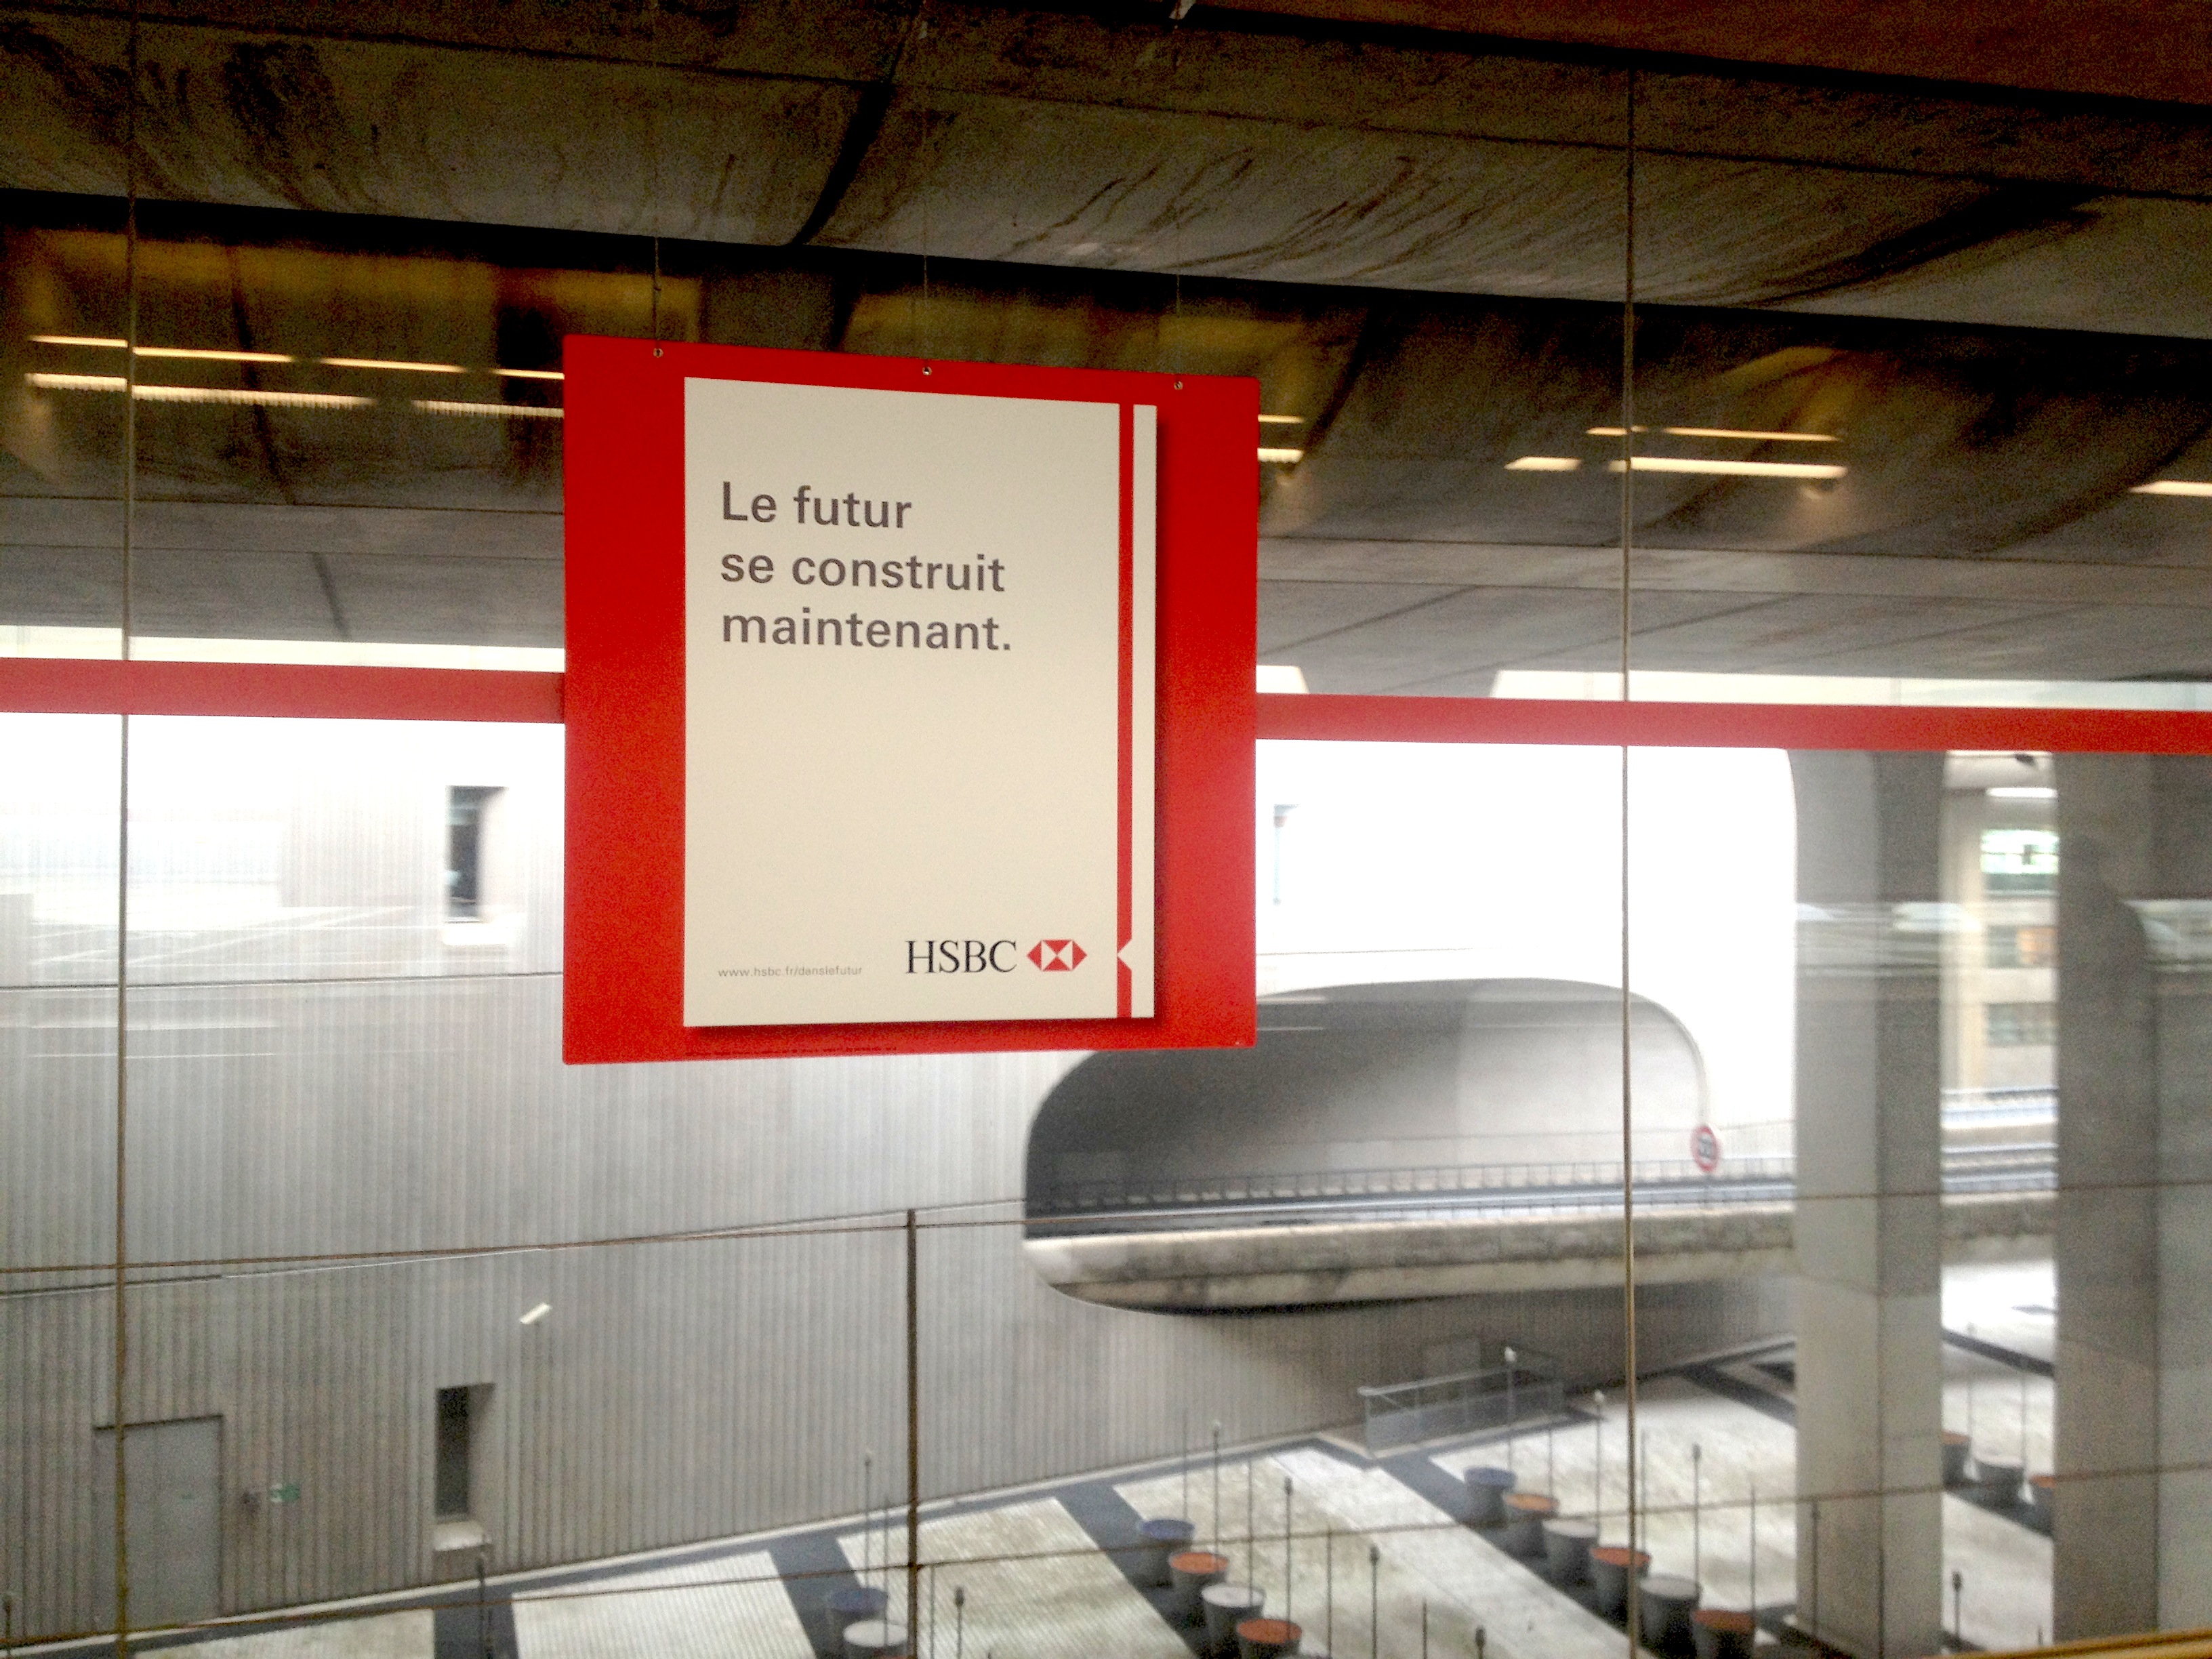 Le futur
se construit
maintenant.
www.hsbc.fr/danslefutur
HSBC